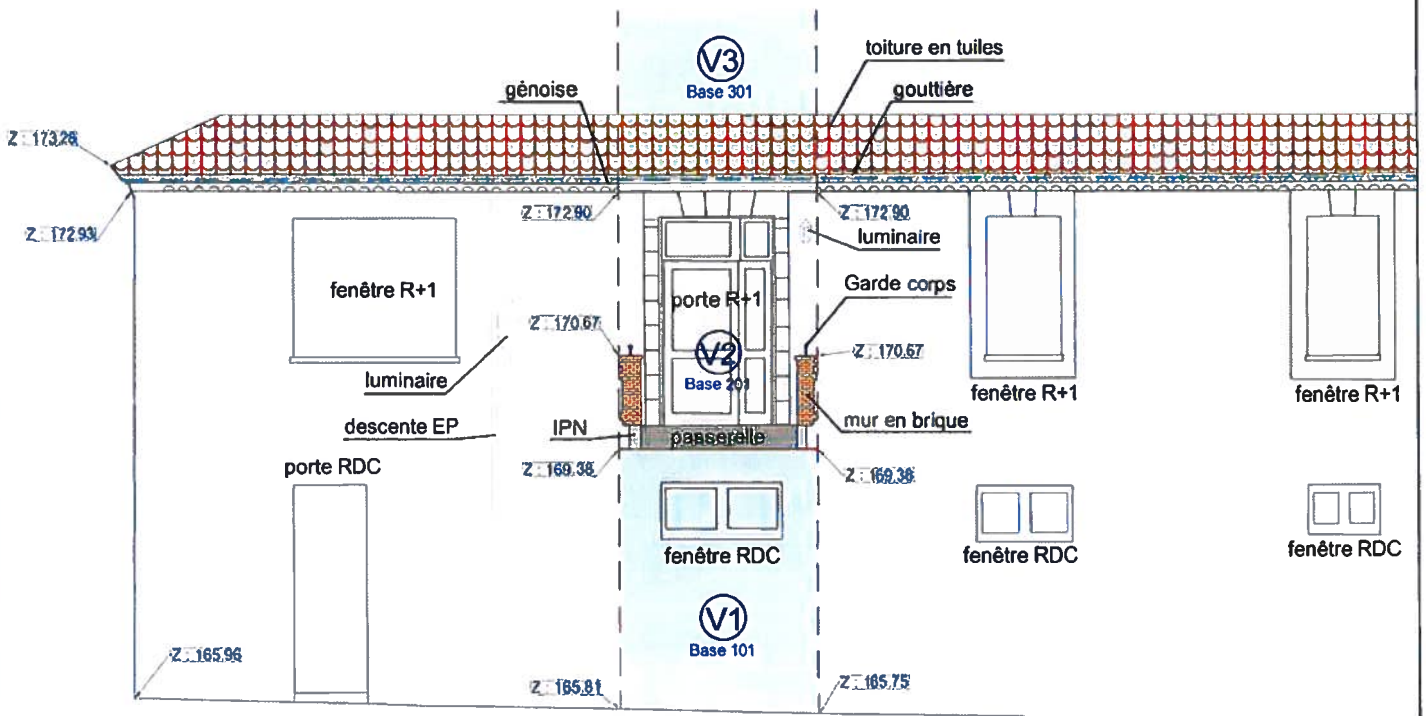 V3
Base 301
toiture en tuiles
génoise
gouttière
Z : 173.28
Z : 172.93
Z : 172.90
Z : 172.90
luminaire
fenêtre R+1
porte R+1
Garde corps
Z : 170.67
Z : 170.67
V2
Base 201
luminaire
fenêtre R+1
fenêtre R+1
descente EP
IPN
passerelle
mur en brique
porte RDC
Z : 169.38
Z : 169.38
fenêtre RDC
fenêtre RDC
fenêtre RDC
V1
Base 101
Z : 165.96
Z : 165.81
Z : 165.75